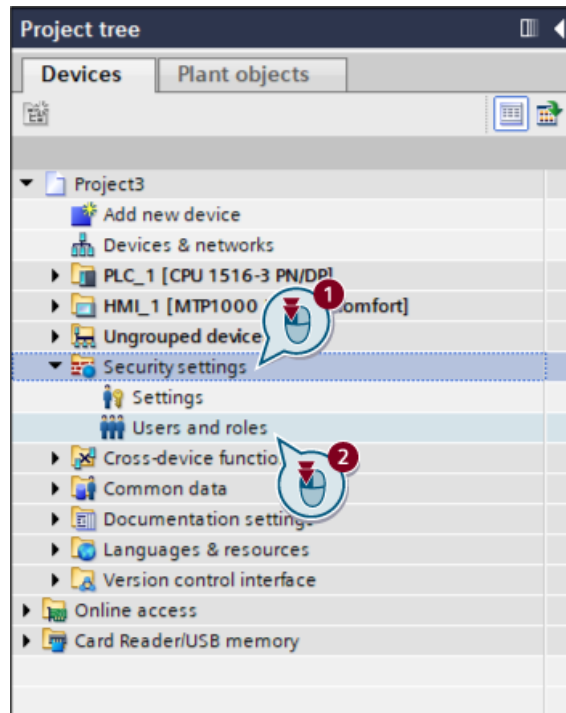 Project tree
Devices
Plant objects
Project3
Add new device
Devices & networks
PLC_1 [CPU 1516-3 PN/DP]
HMI_1 [MTP1000 omfort]
1
Ungrouped device
Security settings
Settings
Users and roles
Cross-device functio
2
Common data
Documentation settings
Languages & resources
Version control interface
Online access
Card Reader/USB memory